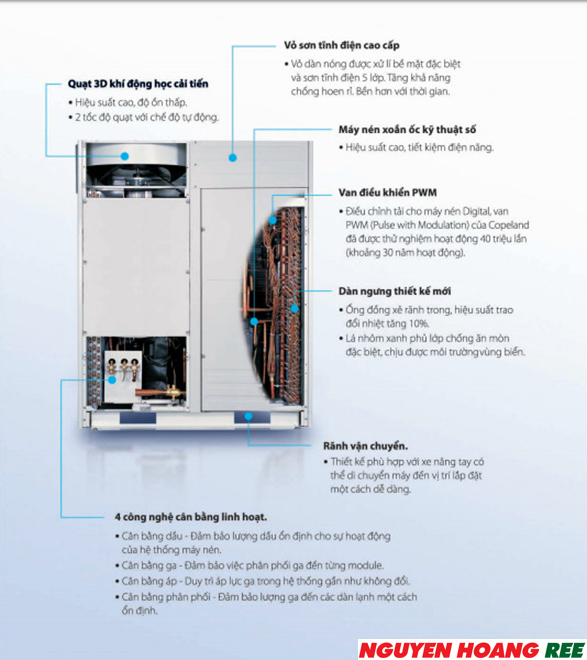 Vỏ sơn tĩnh điện cao cấp
• Vỏ dàn nóng được xử lí bề mặt đặc biệt
và sơn tĩnh điện 5 lớp. Tăng khả năng
chống hoen rỉ. Bền hơn với thời gian.
Quạt 3D khí động học cải tiến
• Hiệu suất cao, độ ồn thấp.
• 2 tốc độ quạt với chế độ tự động.
Máy nén xoắn ốc kỹ thuật số
• Hiệu suất cao, tiết kiệm điện năng.
Van điều khiển PWM
• Điều chỉnh tải cho máy nén Digital, van
PWM (Pulse with Modulation) của Copeland
đã được thử nghiệm hoạt động 40 triệu lần
(khoảng 30 năm hoạt động).
Dàn ngưng thiết kế mới
• Ống đồng xẻ rãnh trong, hiệu suất trao
đổi nhiệt tăng 10%.
• Lá nhôm xanh phủ lớp chống ăn mòn
đặc biệt, chịu được môi trường vùng biển.
Rãnh vận chuyển.
• Thiết kế phù hợp với xe nâng tay có
thể di chuyển máy đến vị trí lắp đặt
một cách dễ dàng.
4 công nghệ cân bằng linh hoạt.
• Cân bằng dầu - Đảm bảo lượng dầu ổn định cho sự hoạt động
của hệ thống máy nén.
• Cân bằng ga - Đảm bảo việc phân phối ga đến từng module.
• Cân bằng áp - Duy trì áp lực ga trong hệ thống gần như không đổi.
• Cân bằng phân phối - Đảm bảo lượng ga đến các dàn lạnh một cách
ổn định.
NGUYEN HOANG REE